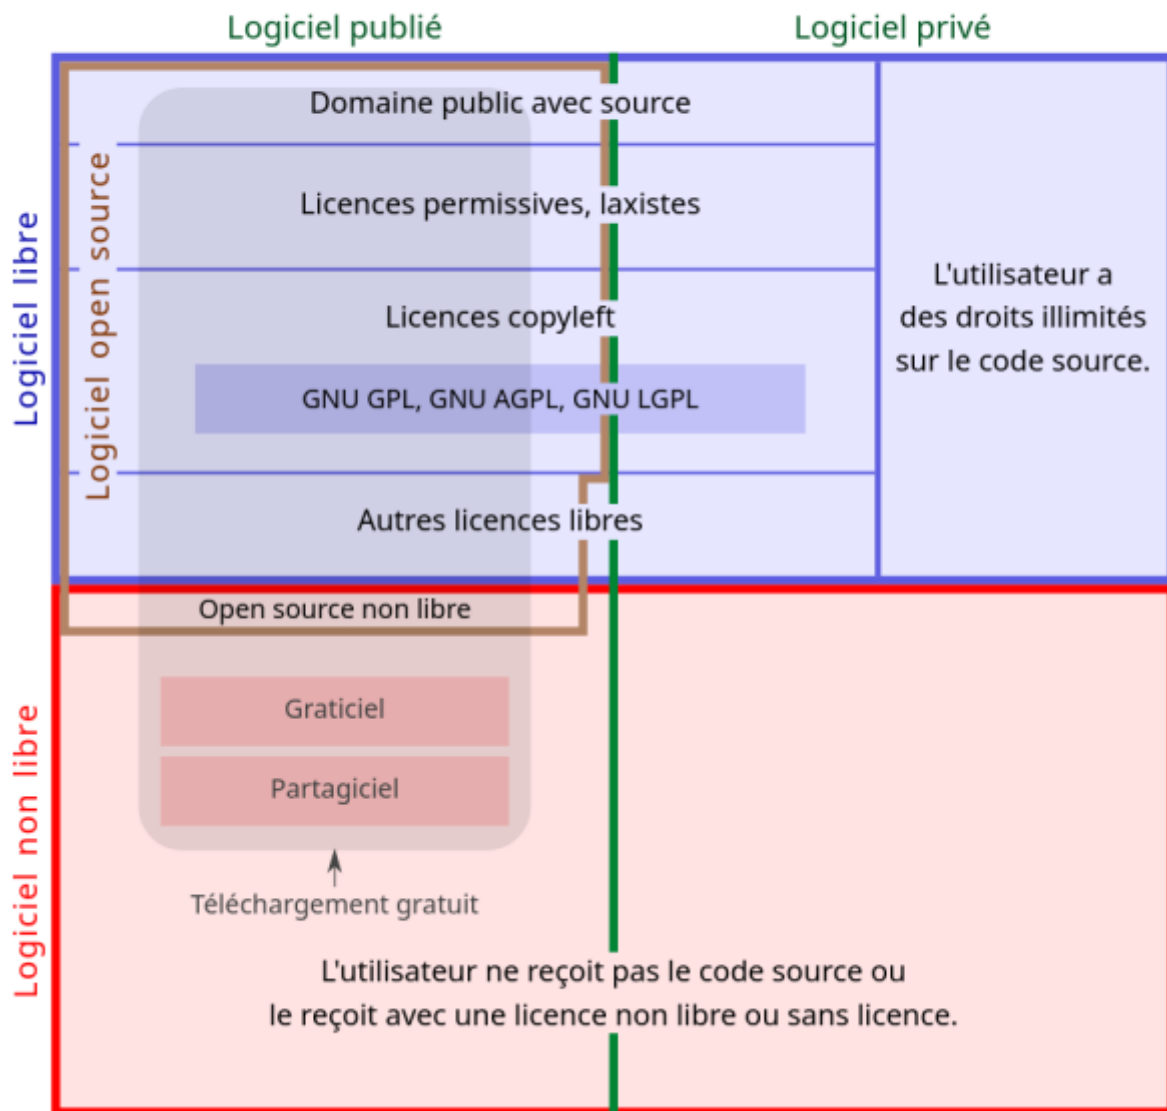 Logiciel publié
Logiciel privé
Logiciel libre
Logiciel open source
Domaine public avec source
Licences permissives, laxistes
Licences copyleft
GNU GPL, GNU AGPL, GNU LGPL
Autres licences libres
L'utilisateur a
des droits illimités
sur le code source.
Logiciel non libre
Open source non libre
Graticiel
Partagiciel
Téléchargement gratuit
L'utilisateur ne reçoit pas le code source ou
le reçoit avec une licence non libre ou sans licence.